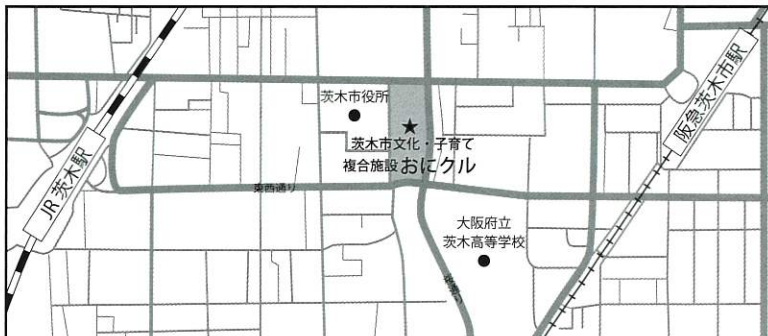 茨木市役所
★
茨木市文化・子育て
複合施設 おにクル
JR 茨木駅
阪急茨木市駅
東西通り
大阪府立
茨木高等学校